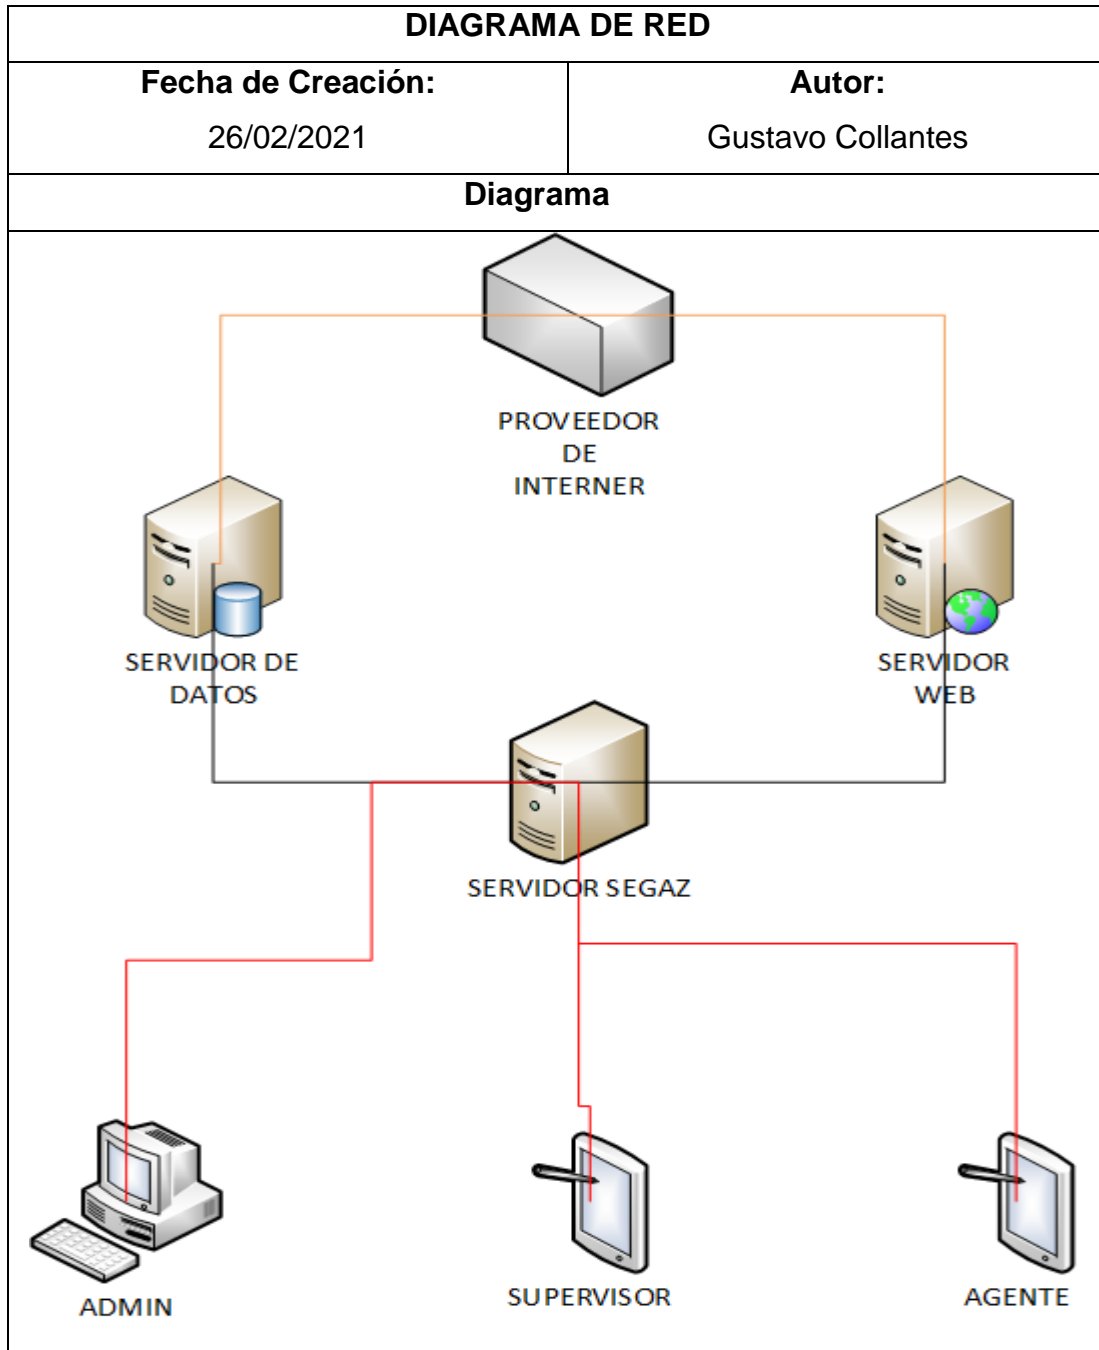 DIAGRAMA DE RED
Fecha de Creación:
26/02/2021
Autor:
Gustavo Collantes
Diagrama
PROVEEDOR
DE
INTERNER
SERVIDOR DE
DATOS
SERVIDOR
WEB
SERVIDOR SEGAZ
ADMIN
SUPERVISOR
AGENTE